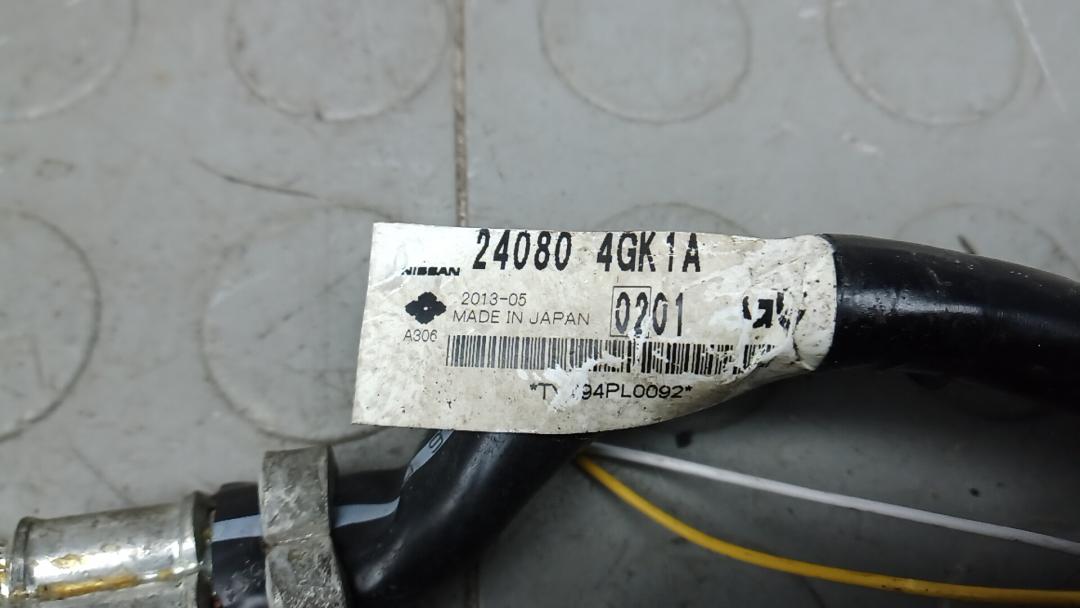 NISSAN 24080 4GK1A
2013-05
MADE IN JAPAN 0201
A306